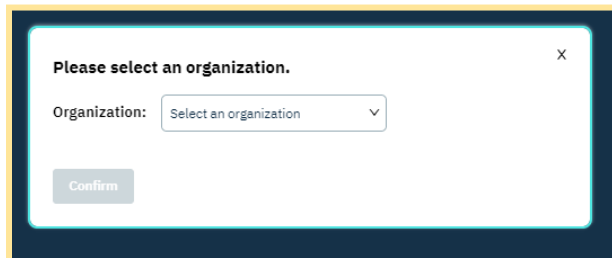 X
Please select an organization.
Organization: Select an organization
Confirm